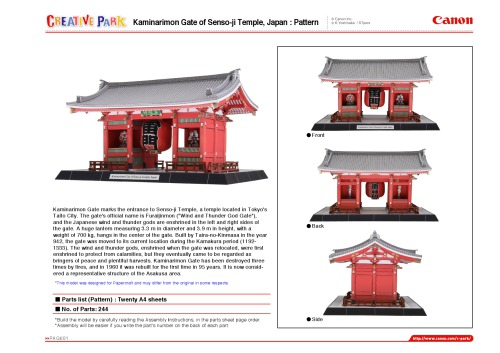 CREATIVE PARK
Kaminarimon Gate of Senso-ji Temple, Japan : Pattern
Canon
Kaminarimon Gate marks the entrance to Senso-ji Temple, a temple located in Tokyo's
Taito City. The gate's official name is Furaijinmon ("Wind and Thunder God Gate"),
and the Japanese wind and thunder gods are enshrined in the left and right sides of
the gate. A huge lantern measuring 3.3 m in diameter and 3.9 m in height, with a
weight of 700 kg, hangs in the center of the gate. Built by Taira-no-Kinmasa in the year
942, the gate was moved to its current location during the Kamakura period (1192-
1333). The wind and thunder gods, enshrined when the gate was relocated, were first
enshrined to protect from calamities, but they eventually came to be regarded as
bringers of peace and plentiful harvests. Kaminarimon Gate has been destroyed three
times by fires, and in 1960 it was rebuilt for the first time in 95 years. It is now consid-
ered a representative structure of the Asakusa area.
*This model was designed for Papercraft and may differ from the original in some respects
■ Parts list (Pattern) : Twenty A4 sheets
■ No. of Parts: 244
*Build the model by carefully reading the Assembly Instructions, in the parts sheet page order.
*Assembly will be easier if you write the part's number on the back of each part.
● Front
● Back
● Side
http://www.canon.com/c-park/